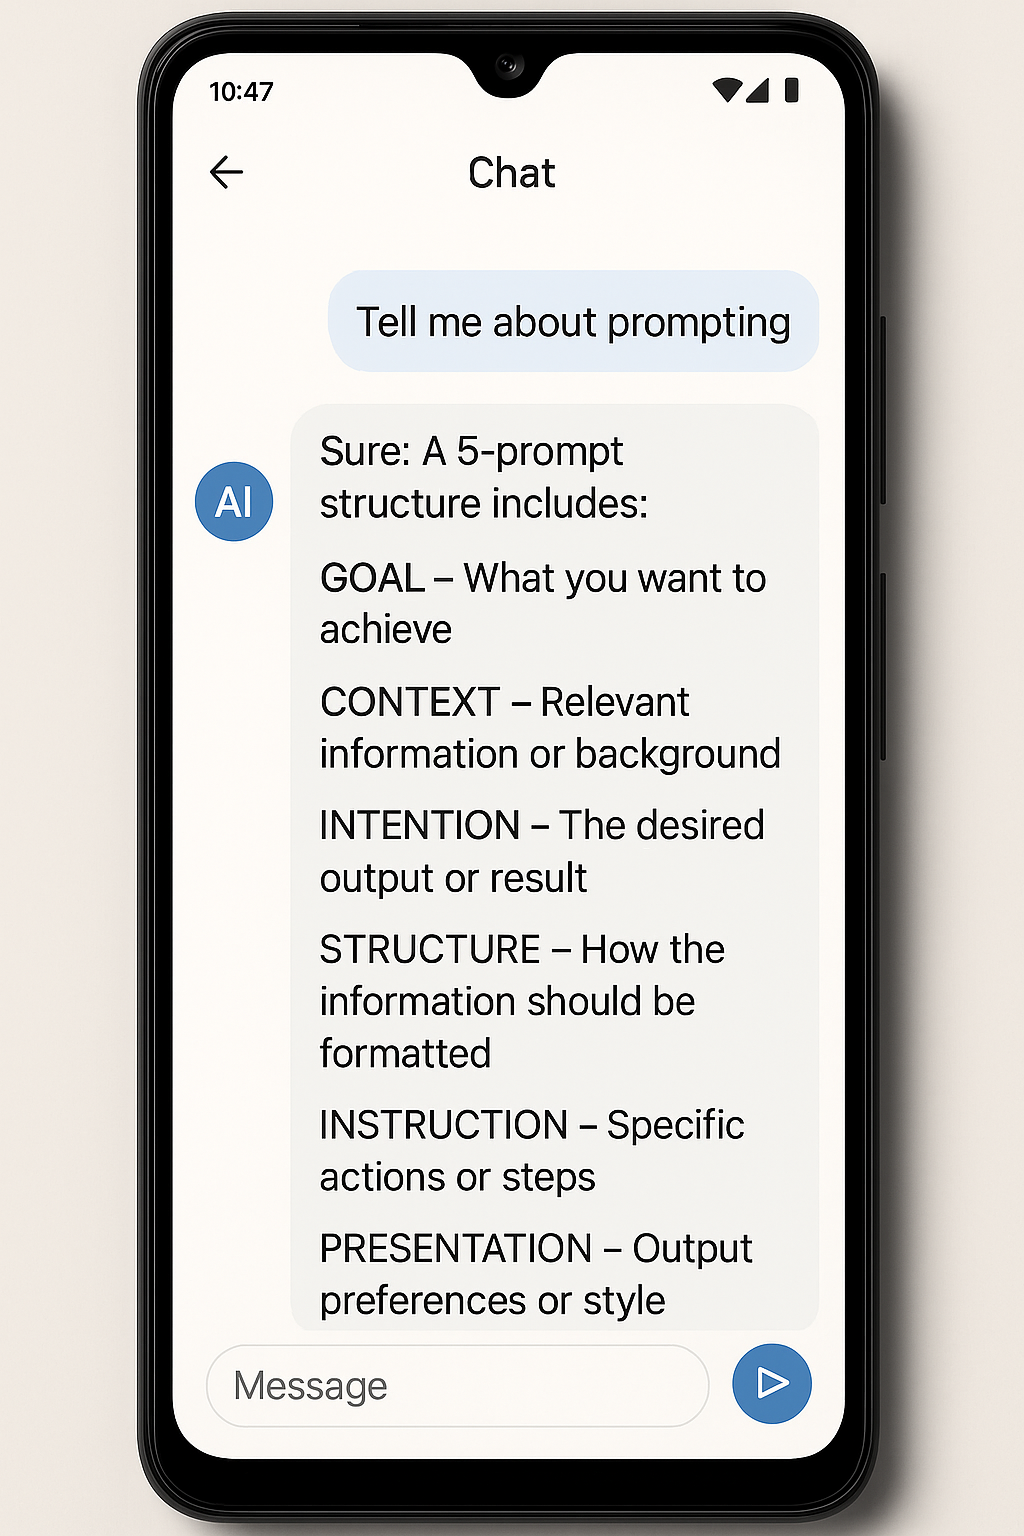 10:47
Chat
Tell me about prompting
Sure: A 5-prompt
structure includes:
AI
GOAL – What you want to
achieve
CONTEXT – Relevant
information or background
INTENTION – The desired
output or result
STRUCTURE – How the
information should be
formatted
INSTRUCTION – Specific
actions or steps
PRESENTATION – Output
preferences or style
Message